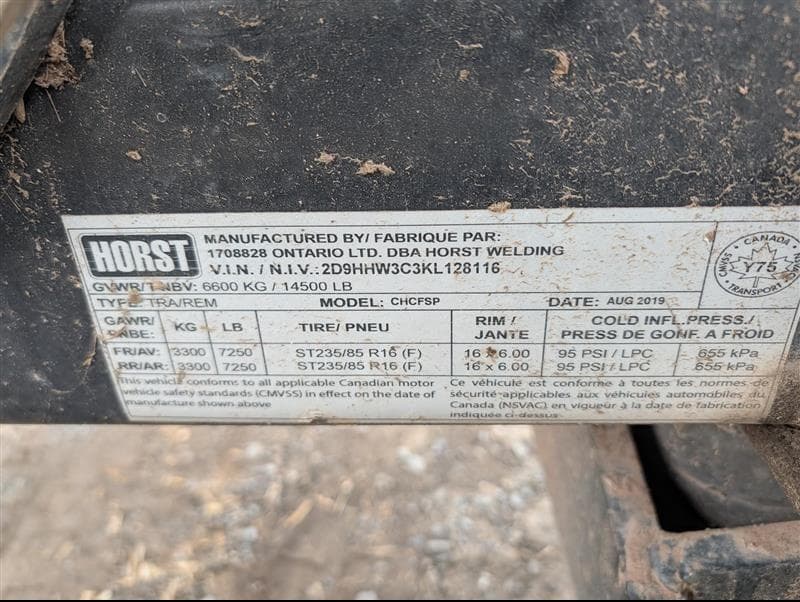 HORST
MANUFACTURED BY/ FABRIQUE PAR:
1708828 ONTARIO LTD. DBA HORST WELDING
V.I.N. / N.I.V.: 2D9HHW3C3KL128116
GVWR/PNBV: 6600 KG / 14500 LB
TYPE: TRA/REM MODEL: CHCFSP DATE: AUG 2019
CANADA
Y75
TRANSPORT
CMVSS
NSVAC
GAWR/ PNBE: KG LB TIRE/ PNEU RIM / JANTE COLD INFL.PRESS./ PRESS DE GONF. A FROID
FR/AV: 3300 7250 ST235/85 R16 (F) 16 x 6.00 95 PSI / LPC 655 kPa
RR/AR: 3300 7250 ST235/85 R16 (F) 16 x 6.00 95 PSI / LPC 655 kPa
This vehicle conforms to all applicable Canadian motor
vehicle safety standards (CMVSS) in effect on the date of
manufacture shown above
Ce véhicule est conforme à toutes les normes de
sécurité applicables aux véhicules automobiles du
Canada (NSVAC) en vigueur à la date de fabrication
indiquée ci-dessus